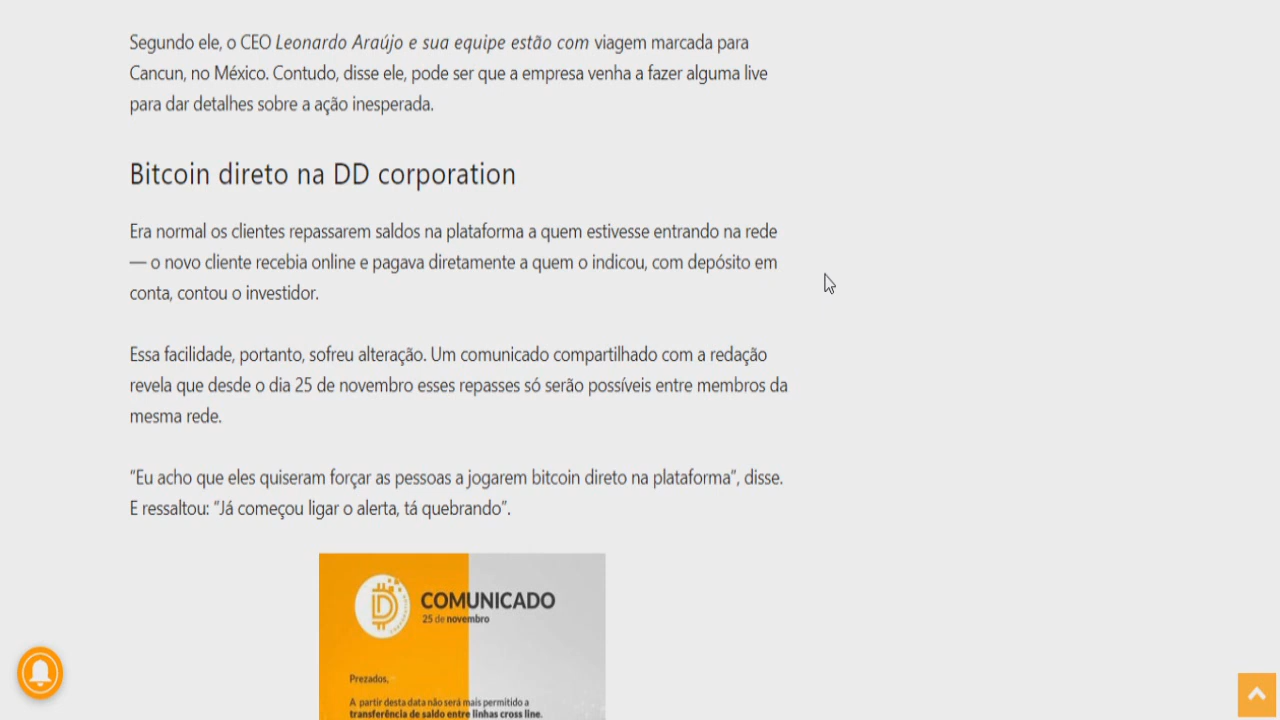 Segundo ele, o CEO Leonardo Araújo e sua equipe estão com viagem marcada para
Cancun, no México. Contudo, disse ele, pode ser que a empresa venha a fazer alguma live
para dar detalhes sobre a ação inesperada.
Bitcoin direto na DD corporation
Era normal os clientes repassarem saldos na plataforma a quem estivesse entrando na rede
— o novo cliente recebia online e pagava diretamente a quem o indicou, com depósito em
conta, contou o investidor.
Essa facilidade, portanto, sofreu alteração. Um comunicado compartilhado com a redação
revela que desde o dia 25 de novembro esses repasses só serão possíveis entre membros da
mesma rede.
“Eu acho que eles quiseram forçar as pessoas a jogarem bitcoin direto na plataforma”, disse.
E ressaltou: “Já começou ligar o alerta, tá quebrando”.
COMUNICADO
25 de novembro
Prezados,
A partir desta data não será mais permitido a
transferência de saldo entre linhas cross line.